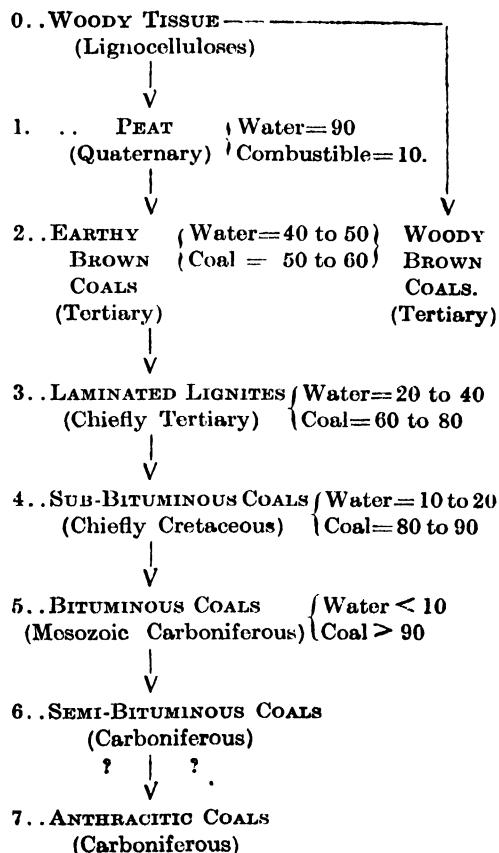 0..WOODY TISSUE
(Lignocelluloses)
1. .. PEAT Water=90
(Quaternary) Combustible=10.
2..EARTHY Water=40 to 50 WOODY
BROWN Coal = 50 to 60 BROWN
COALS COALS.
(Tertiary) (Tertiary)
3..LAMINATED LIGNITES Water=20 to 40
(Chiefly Tertiary) Coal=60 to 80
4..SUB-BITUMINOUS COALS Water=10 to 20
(Chiefly Cretaceous) Coal=80 to 90
5..BITUMINOUS COALS Water < 10
(Mesozoic Carboniferous) Coal > 90
6..SEMI-BITUMINOUS COALS
(Carboniferous)
? ?
7..ANTHRACITIC COALS
(Carboniferous)